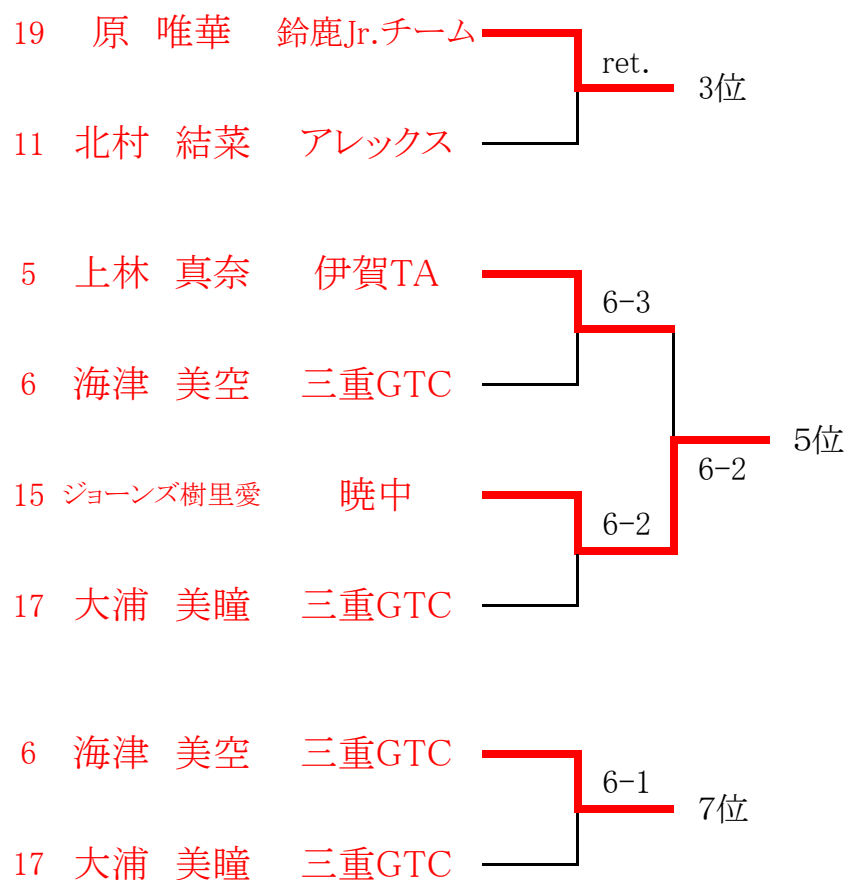 19 原 唯華 鈴鹿Jr.チーム
ret.
3位
11 北村 結菜 アレックス
5 上林 真奈 伊賀TA
6-3
6 海津 美空 三重GTC
5位
6-2
15 ジョーンズ樹里愛 暁中
6-2
17 大浦 美瞳 三重GTC
6 海津 美空 三重GTC
6-1
7位
17 大浦 美瞳 三重GTC